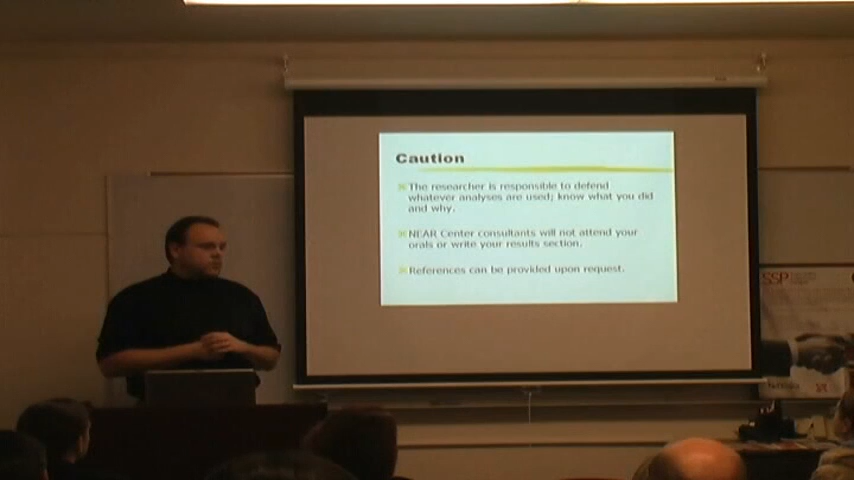 Caution
The researcher is responsible to defend
whatever analyses are used; know what you did
and why.
NEAR Center consultants will not attend your
orals or write your results section.
References can be provided upon request.
SSP